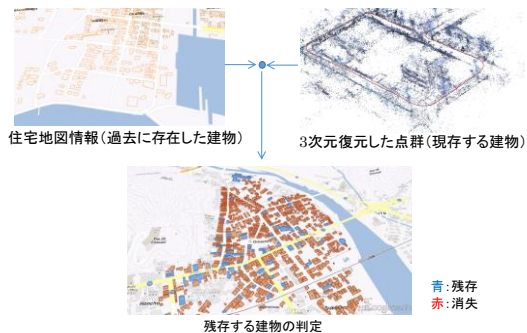 住宅地図情報(過去に存在した建物)
3次元復元した点群(現存する建物)
青:残存
赤:消失
残存する建物の判定